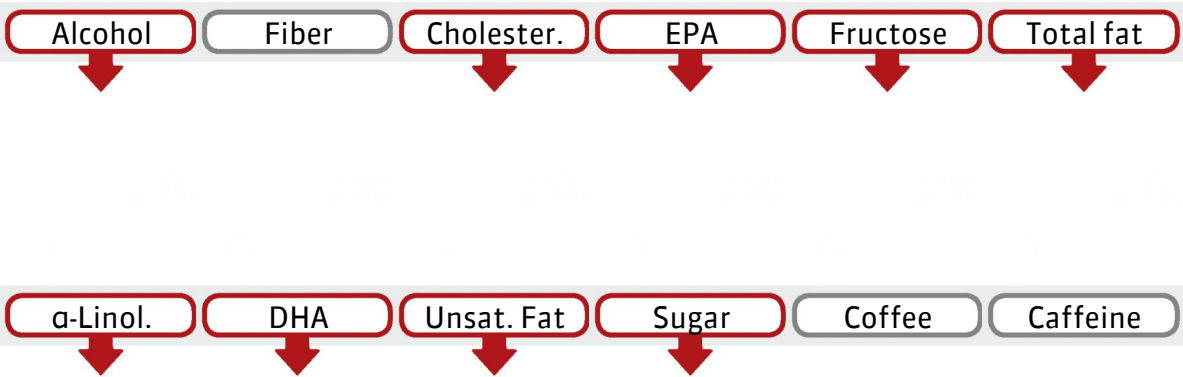 Alcohol Fiber Cholester. EPA Fructose Total fat
α-Linol. DHA Unsat. Fat Sugar Coffee Caffeine